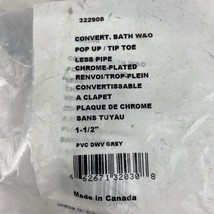 322908
CONVERT. BATH W&O
POP UP / TIP TOE
LESS PIPE
CHROME-PLATED
RENVOI/TROP-PLEIN
CONVERTISSABLE
A CLAPET
PLAQUE DE CHROME
SANS TUYAU
1-1/2"
PVC DWV GREY
6 62671 32030 8
Made in Canada